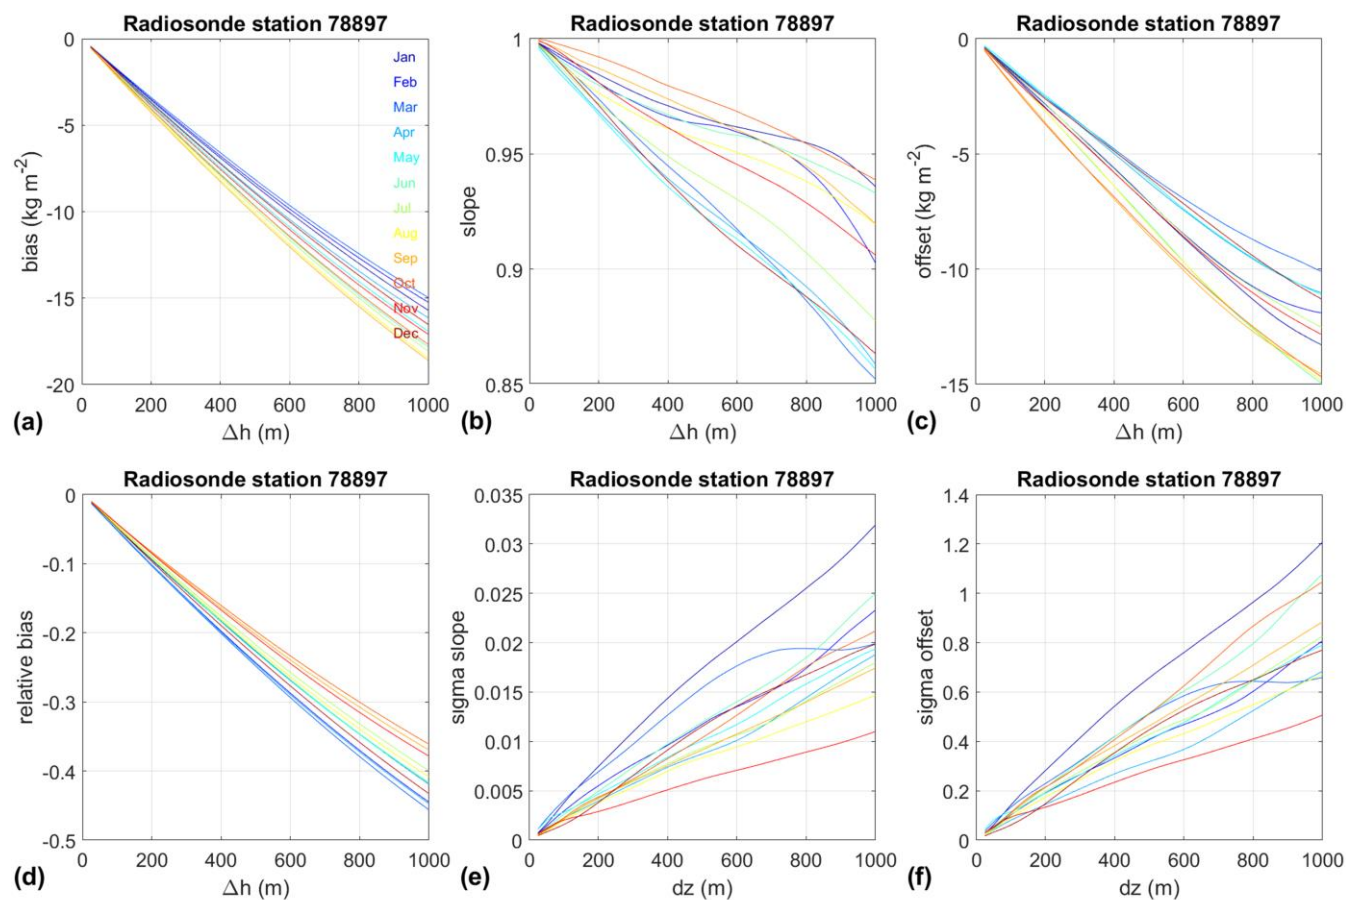 Radiosonde station 78897
0
-5
-10
-15
-20
bias (kg m⁻²)
Jan
Feb
Mar
Apr
May
Jun
Jul
Aug
Sep
Oct
Nov
Dec
0 200 400 600 800 1000
Δh (m)
(a)
Radiosonde station 78897
1
0.95
0.9
0.85
slope
0 200 400 600 800 1000
Δh (m)
(b)
Radiosonde station 78897
0
-5
-10
-15
offset (kg m⁻²)
0 200 400 600 800 1000
Δh (m)
(c)
Radiosonde station 78897
0
-0.1
-0.2
-0.3
-0.4
-0.5
relative bias
0 200 400 600 800 1000
Δh (m)
(d)
Radiosonde station 78897
0.035
0.03
0.025
0.02
0.015
0.01
0.005
0
sigma slope
0 200 400 600 800 1000
dz (m)
(e)
Radiosonde station 78897
1.4
1.2
1
0.8
0.6
0.4
0.2
0
sigma offset
0 200 400 600 800 1000
dz (m)
(f)